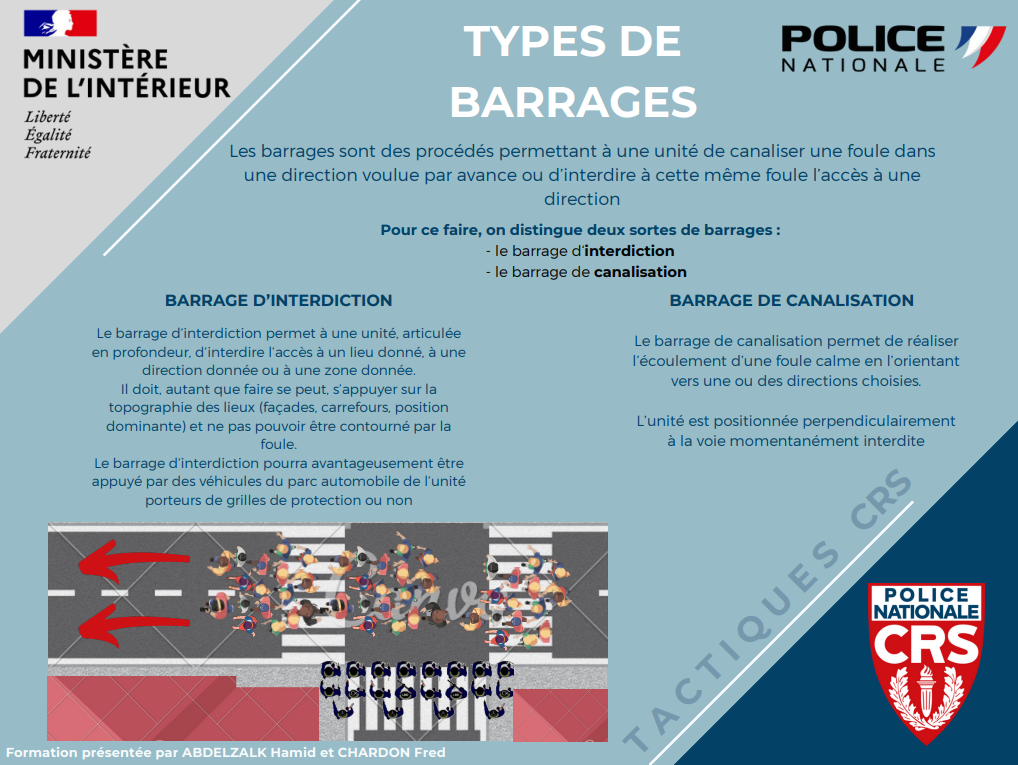 MINISTÈRE
DE L'INTÉRIEUR
Liberté
Égalité
Fraternité
TYPES DE
BARRAGES
POLICE
NATIONALE
Les barrages sont des procédés permettant à une unité de canaliser une foule dans
une direction voulue par avance ou d'interdire à cette même foule l'accès à une
direction
Pour ce faire, on distingue deux sortes de barrages :
- le barrage d'interdiction
- le barrage de canalisation
BARRAGE D'INTERDICTION
Le barrage d'interdiction permet à une unité, articulée
en profondeur, d'interdire l'accès à un lieu donné, à une
direction donnée ou à une zone donnée.
Il doit, autant que faire se peut, s'appuyer sur la
topographie des lieux (façades, carrefours, position
dominante) et ne pas pouvoir être contourné par la
foule.
Le barrage d'interdiction pourra avantageusement être
appuyé par des véhicules du parc automobile de l'unité
porteurs de grilles de protection ou non
BARRAGE DE CANALISATION
Le barrage de canalisation permet de réaliser
l'écoulement d'une foule calme en l'orientant
vers une ou des directions choisies.
L'unité est positionnée perpendiculairement
à la voie momentanément interdite
Canva
TACTIQUES CRS
POLICE
NATIONALE
CRS
Formation présentée par ABDELZALK Hamid et CHARDON Fred